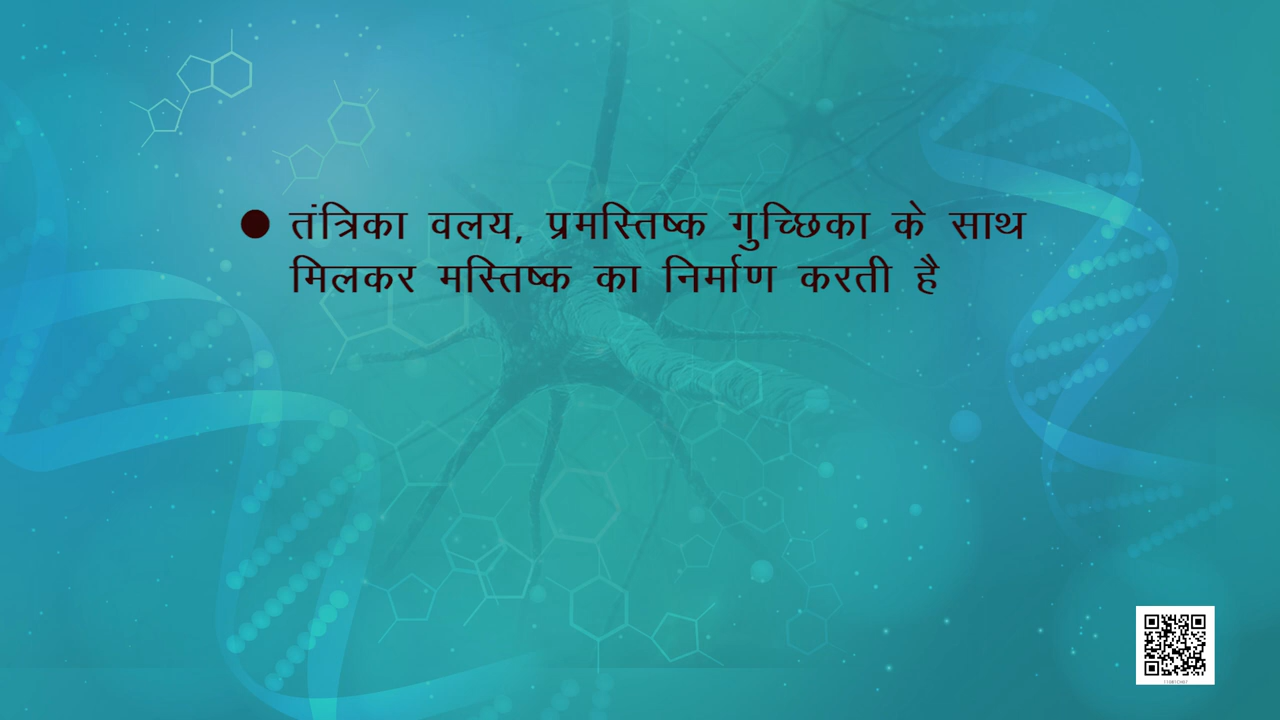 ● तंत्रिका वलय, प्रमस्तिष्क गुच्छिका के साथ
मिलकर मस्तिष्क का निर्माण करती है